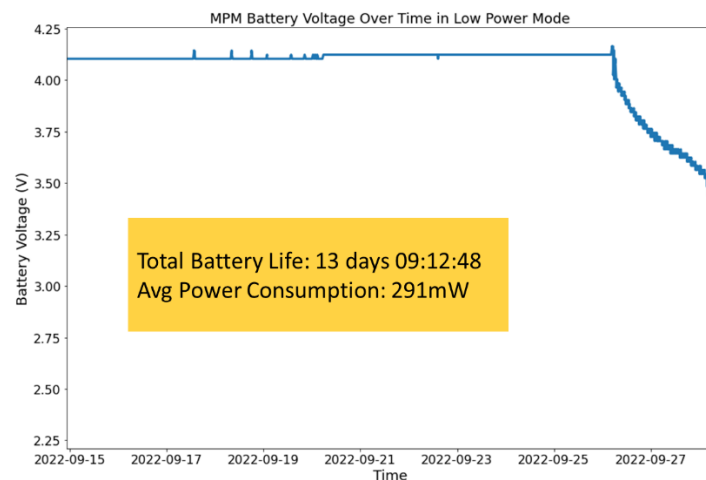 MPM Battery Voltage Over Time in Low Power Mode
4.25
4.00
3.75
3.50
3.25
3.00
2.75
2.50
2.25
Battery Voltage (V)
Total Battery Life: 13 days 09:12:48
Avg Power Consumption: 291mW
2022-09-15 2022-09-17 2022-09-19 2022-09-21 2022-09-23 2022-09-25 2022-09-27
Time